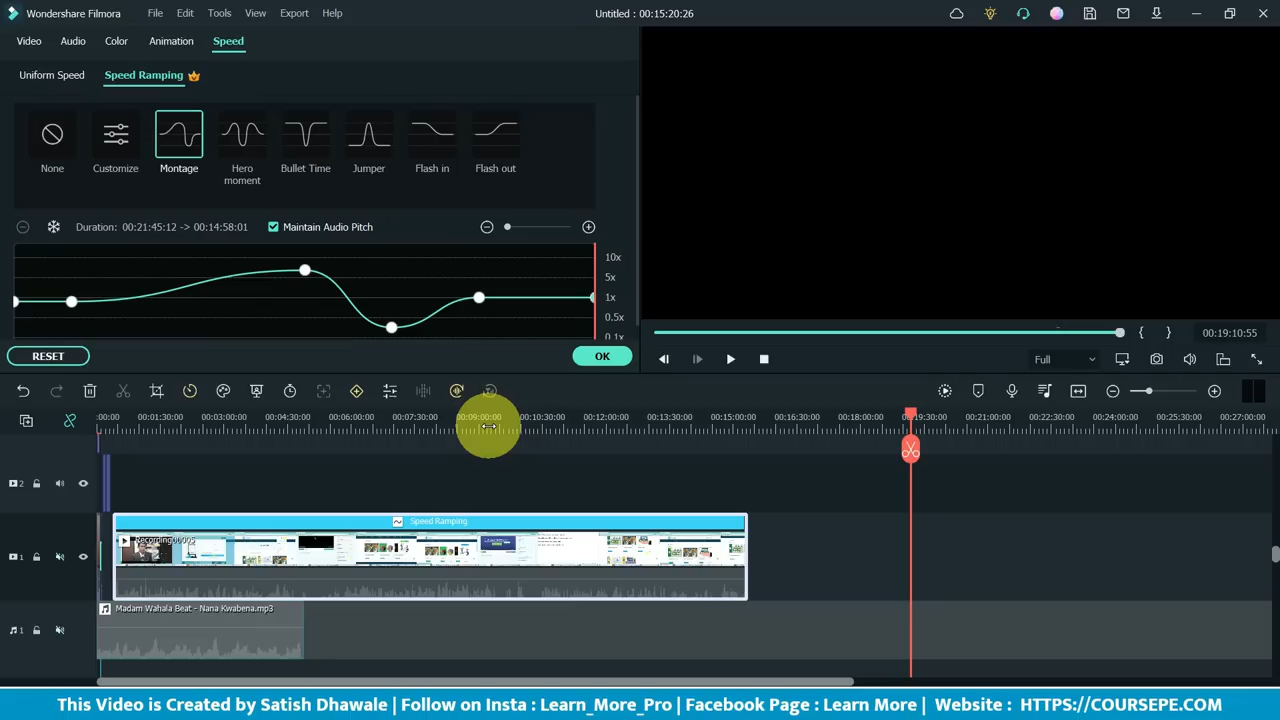 Wondershare Filmora File Edit Tools View Export Help Untitled : 00:15:20:26
Video Audio Color Animation Speed
Uniform Speed Speed Ramping
None Customize Montage Hero moment Bullet Time Jumper Flash in Flash out
Duration: 00:21:45:12 -> 00:14:58:01 Maintain Audio Pitch
10x
5x
1x
0.5x
0.1x
00:19:10:55
RESET OK
Full
:00:00 00:01:30:00 00:03:00:00 00:04:30:00 00:06:00:00 00:07:30:00 00:09:00:00 00:10:30:00 00:12:00:00 00:13:30:00 00:15:00:00 00:16:30:00 00:18:00:00 00:19:30:00 00:21:00:00 00:22:30:00 00:24:00:00 00:25:30:00 00:27:00:00
2
Speed Ramping
1
Madam Wahala Beat - Nana Kwabena.mp3
1
This Video is Created by Satish Dhawale | Follow on Insta : Learn_More_Pro | Facebook Page : Learn More | Website : HTTPS://COURSEPE.COM